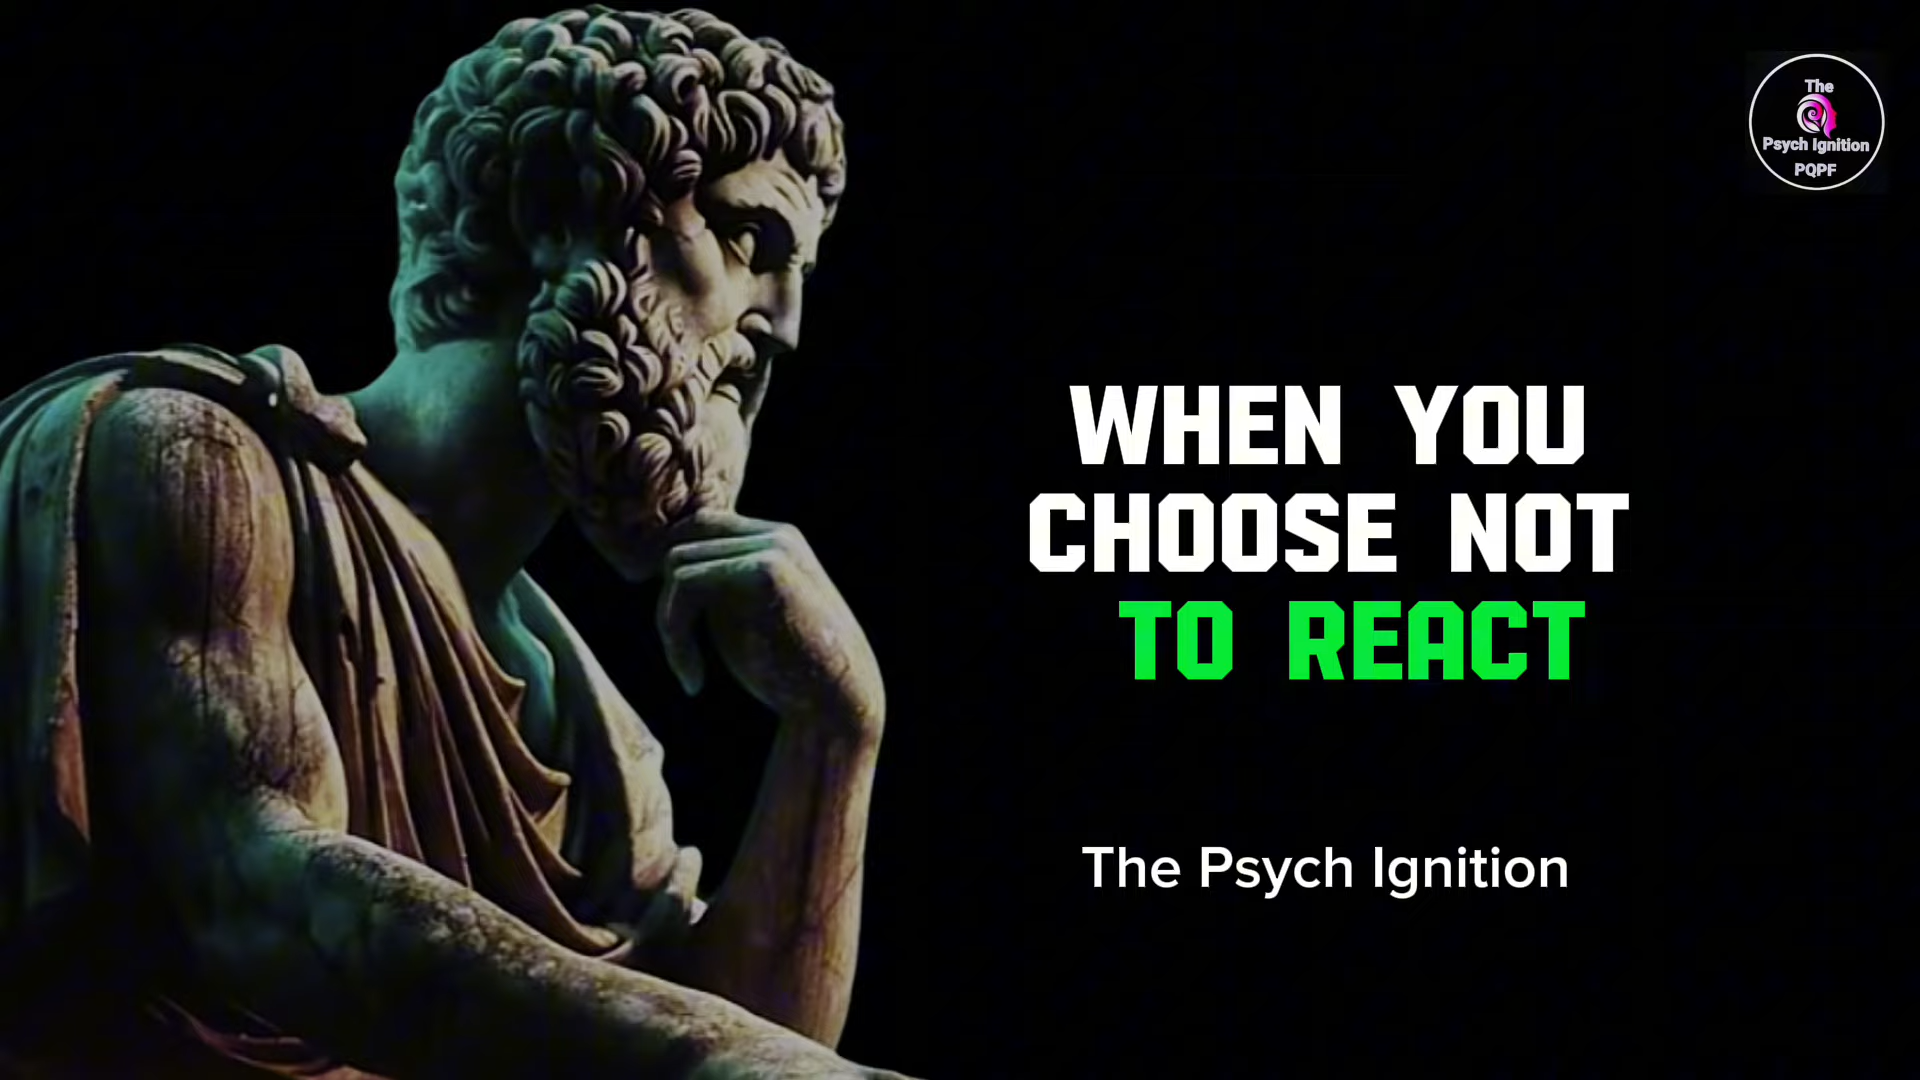 The
Psych Ignition
PQPF
WHEN YOU
CHOOSE NOT
TO REACT
The Psych Ignition